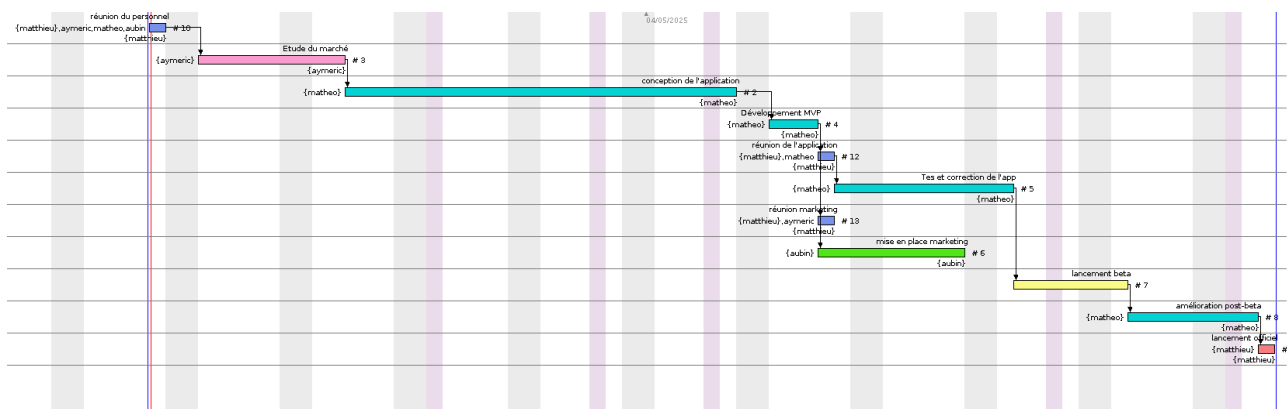 réunion du personnel
04/05/2025
{matthieu},aymeric,matheo,aubin # 10
{matthieu}
Etude du marché
{aymeric} # 3
{aymeric}
conception de l'application
{matheo} # 2
{matheo}
Développement MVP
{matheo} # 4
{matheo}
réunion de l'application
{matthieu},matheo # 12
{matthieu}
Tes et correction de l'app
{matheo} # 5
{matheo}
réunion marketing
{matthieu},aymeric # 13
{matthieu}
mise en place marketing
{aubin} # 6
{aubin}
lancement beta
# 7
amélioration post-beta
{matheo} # 8
{matheo}
lancement officiel
{matthieu} #
{matthieu}